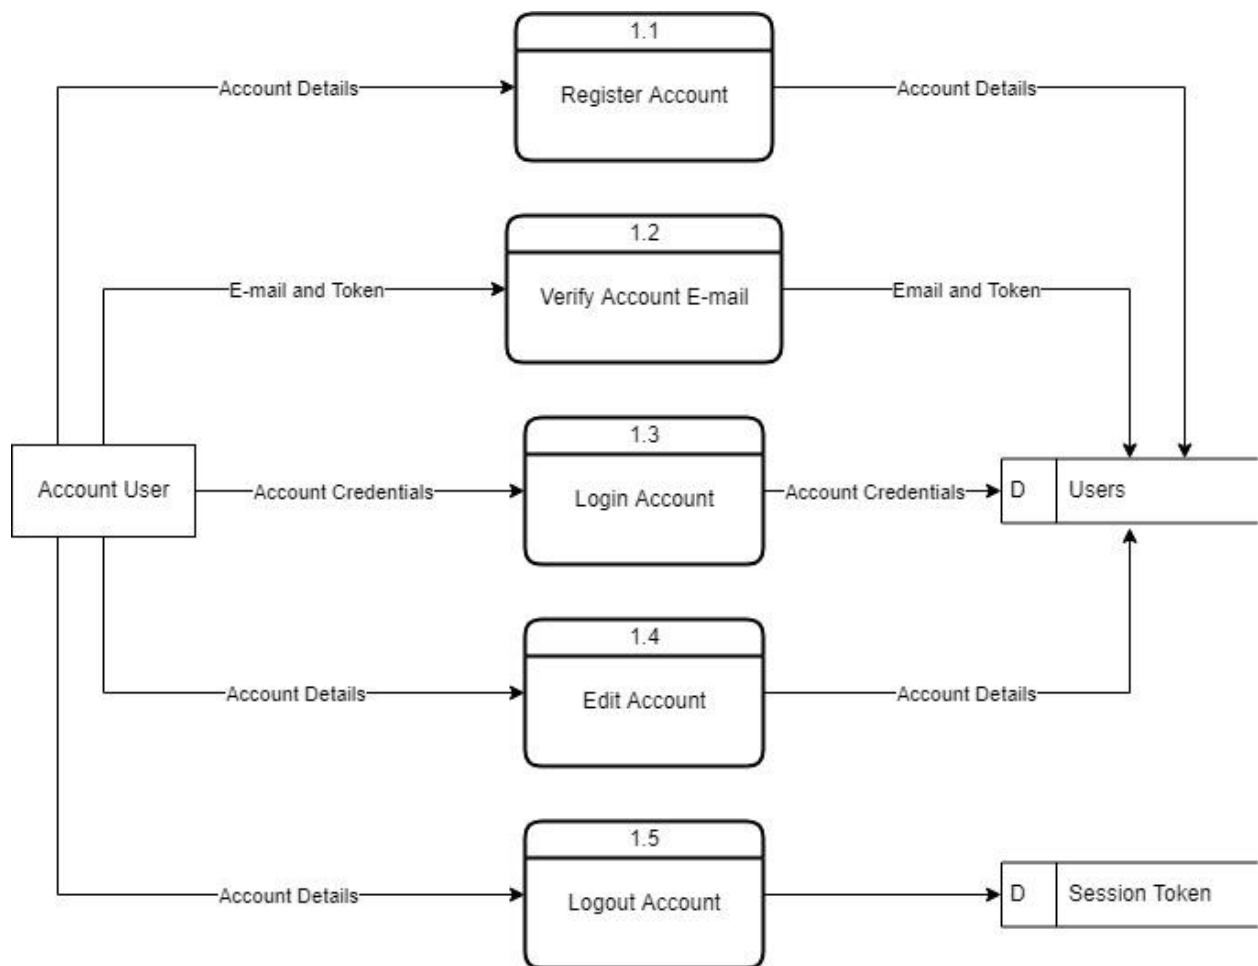 1.1
Account Details
Register Account
Account Details
1.2
E-mail and Token
Verify Account E-mail
Email and Token
1.3
Account User
Account Credentials
Login Account
Account Credentials
D
Users
1.4
Account Details
Edit Account
Account Details
1.5
Account Details
Logout Account
D
Session Token